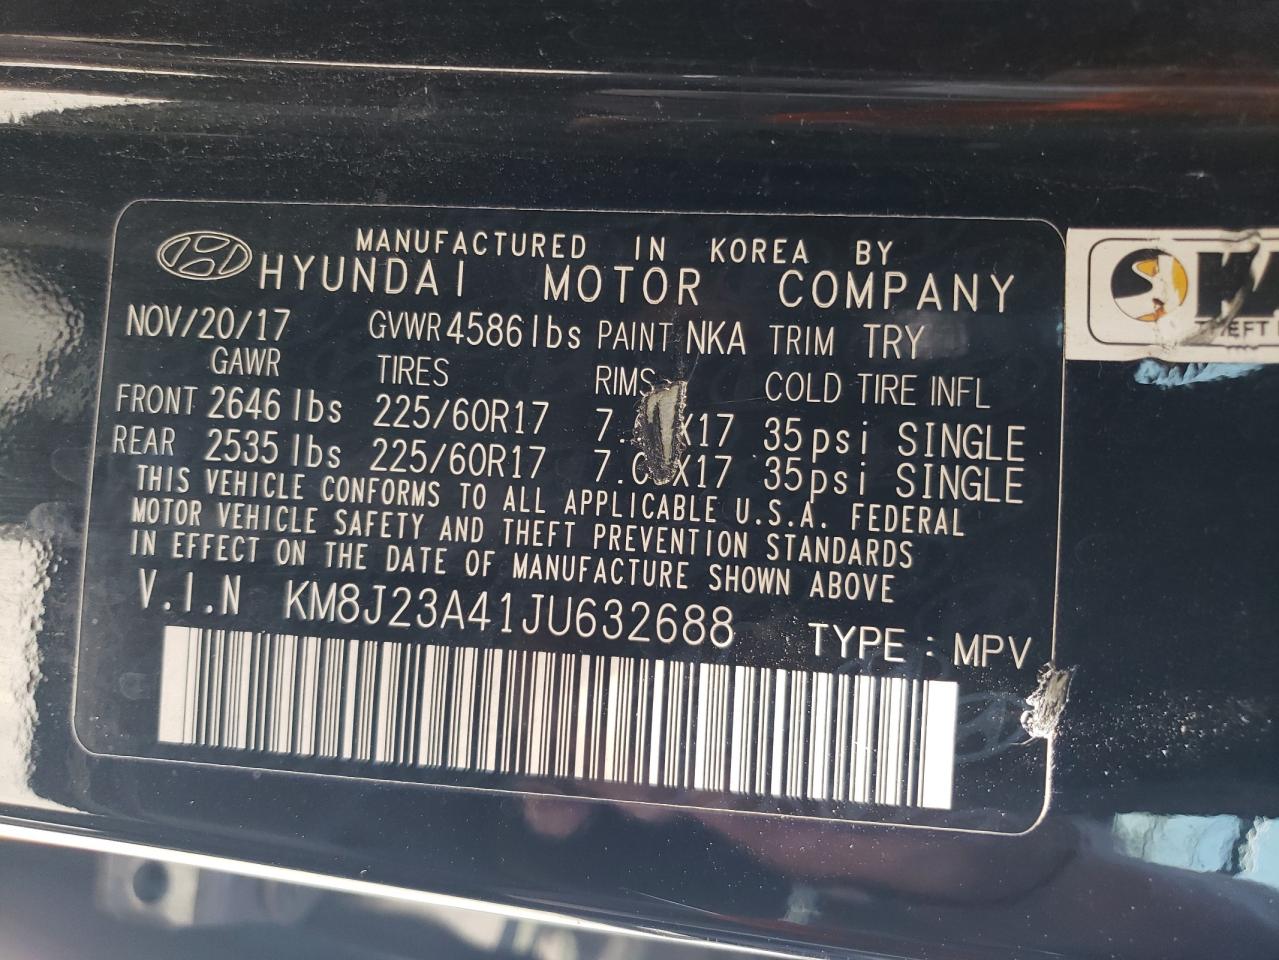 MANUFACTURED IN KOREA BY
HYUNDAI MOTOR COMPANY
NOV/20/17 GVWR 4586 lbs PAINT NKA TRIM TRY
GAWR TIRES RIMS COLD TIRE INFL
FRONT 2646 lbs 225/60R17 35psi SINGLE
REAR 2535 lbs 225/60R17 35psi SINGLE
THIS VEHICLE CONFORMS TO ALL APPLICABLE U.S.A. FEDERAL
MOTOR VEHICLE SAFETY AND THEFT PREVENTION STANDARDS
IN EFFECT ON THE DATE OF MANUFACTURE SHOWN ABOVE
V.I.N KM8J23A41JU632688 TYPE : MPV
THEFT